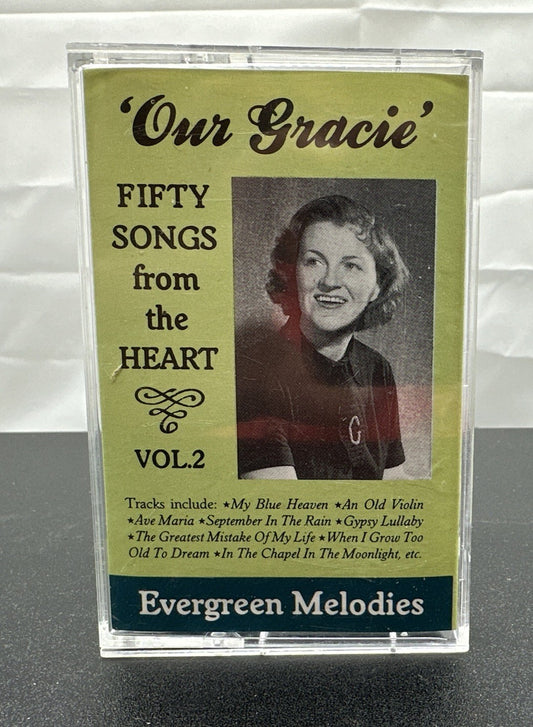 ‘Our Gracie’
FIFTY
SONGS
from
the
HEART
VOL.2
G
Tracks include: ★My Blue Heaven ★An Old Violin
★Ave Maria ★September In The Rain ★Gypsy Lullaby
★The Greatest Mistake Of My Life ★When I Grow Too
Old To Dream ★In The Chapel In The Moonlight, etc.
Evergreen Melodies